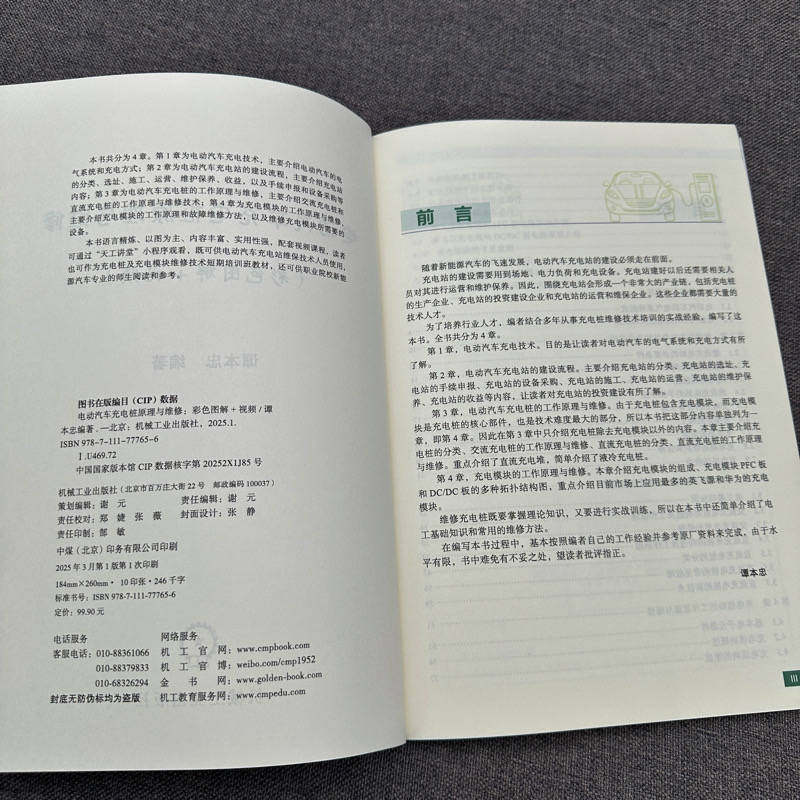 本书共分为4章。第1章为电动汽车充电技术，主要介绍电动汽车的电
气系统和充电方式；第2章为电动汽车充电站的建设流程，主要介绍充电站
的分类、选址、施工、运营、维护保养、收益，以及手续申报和设备采购等
内容；第3章为电动汽车充电桩的工作原理与维修，主要介绍交流充电桩和
直流充电桩的工作原理与维修技术；第4章为充电模块的工作原理与维修，
主要介绍充电模块的工作原理和故障维修方法，以及维修充电模块所需要的
设备。
本书语言精炼、以图为主、内容丰富、实用性强，配套视频课程，读者
可通过“天工讲堂”小程序观看，既可供电动汽车充电站维保技术人员使用，
也可作为充电桩及充电模块维修技术短期培训班教材，还可供职业院校新能
源汽车专业的师生阅读和参考。
图书在版编目（CIP）数据
电动汽车充电桩原理与维修：彩色图解+视频/谭
本忠编著.—北京：机械工业出版社，2025.1.
ISBN 978-7-111-77765-6
Ⅰ.U469.72
中国国家版本馆CIP数据核字第20252X1J85号
机械工业出版社（北京市百万庄大街22号 邮政编码100037）
策划编辑：谢 元 责任编辑：谢 元
责任校对：郑 婕 张 薇 封面设计：张 静
责任印制：郜 敏
中煤（北京）印务有限公司印刷
2025年3月第1版第1次印刷
184mm×260mm·10印张·246千字
标准书号：ISBN 978-7-111-77765-6
定价：99.90元
电话服务 网络服务
客服电话：010-88361066 机 工 官 网：www.cmpbook.com
010-88379833 机 工 官 博：weibo.com/cmp1952
010-68326294 金 书 网：www.golden-book.com
封底无防伪标均为盗版 机工教育服务网：www.cmpedu.com
前 言
随着新能源汽车的飞速发展，电动汽车充电站的建设必须走在前面。
充电站的建设需要用到场地、电力负荷和充电设备。充电站建好以后还需要相关人
员对其进行运营和维护保养。因此，围绕充电站会形成一个非常大的产业链，包括充电桩
的生产企业、充电站的投资建设企业和充电站的运营和维保企业。这些企业都需要大量的
技术人才。
为了培养行业人才，编者结合多年从事充电桩维修技术培训的实战经验，编写了这
本书。全书共分为4章。
第1章，电动汽车充电技术。目的是让读者对电动汽车的电气系统和充电方式有所
了解。
第2章，电动汽车充电站的建设流程。主要介绍充电站的分类、充电站的选址、充
电站的手续申报、充电站的设备采购、充电站的施工、充电站的运营、充电站的维护保
养、充电站的收益等内容，让读者对充电站的投资建设有所了解。
第3章，电动汽车充电桩的工作原理与维修。由于充电桩包含充电模块，而充电模
块是充电桩的核心部件，也是技术难度最大的部分，所以本书把这部分内容单独列为一
章，即第4章。因此在第3章中只介绍充电桩除去充电模块以外的内容。本章主要介绍充
电桩的分类、交流充电桩的工作原理与维修、直流充电桩的分类、直流充电桩的工作原理
与维修。重点介绍了直流充电堆，简单介绍了液冷充电桩。
第4章，充电模块的工作原理与维修。本章介绍充电模块的组成、充电模块PFC板
和DC/DC板的多种拓扑结构图，重点介绍目前市场上应用最多的英飞源和华为的充电
模块。
维修充电桩既要掌握理论知识，又要进行实战训练，所以在本书中还简单介绍了电
工基础知识和常用的维修方法。
在编写本书过程中，基本按照编者自己的工作经验并参考原厂资料来完成，由于水
平有限，书中难免有不妥之处，望读者批评指正。
谭本忠
III